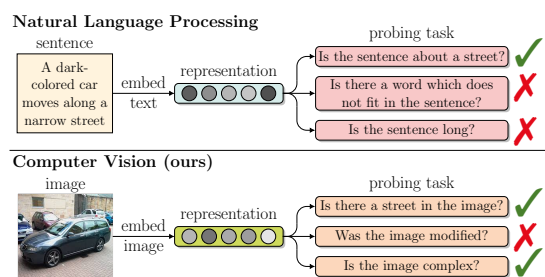 Natural Language Processing
sentence
A dark-
colored car
moves along a
narrow street
embed
text
representation
probing task
Is the sentence about a street?
Is there a word which does
not fit in the sentence?
Is the sentence long?
Computer Vision (ours)
image
embed
image
representation
probing task
Is there a street in the image?
Was the image modified?
Is the image complex?